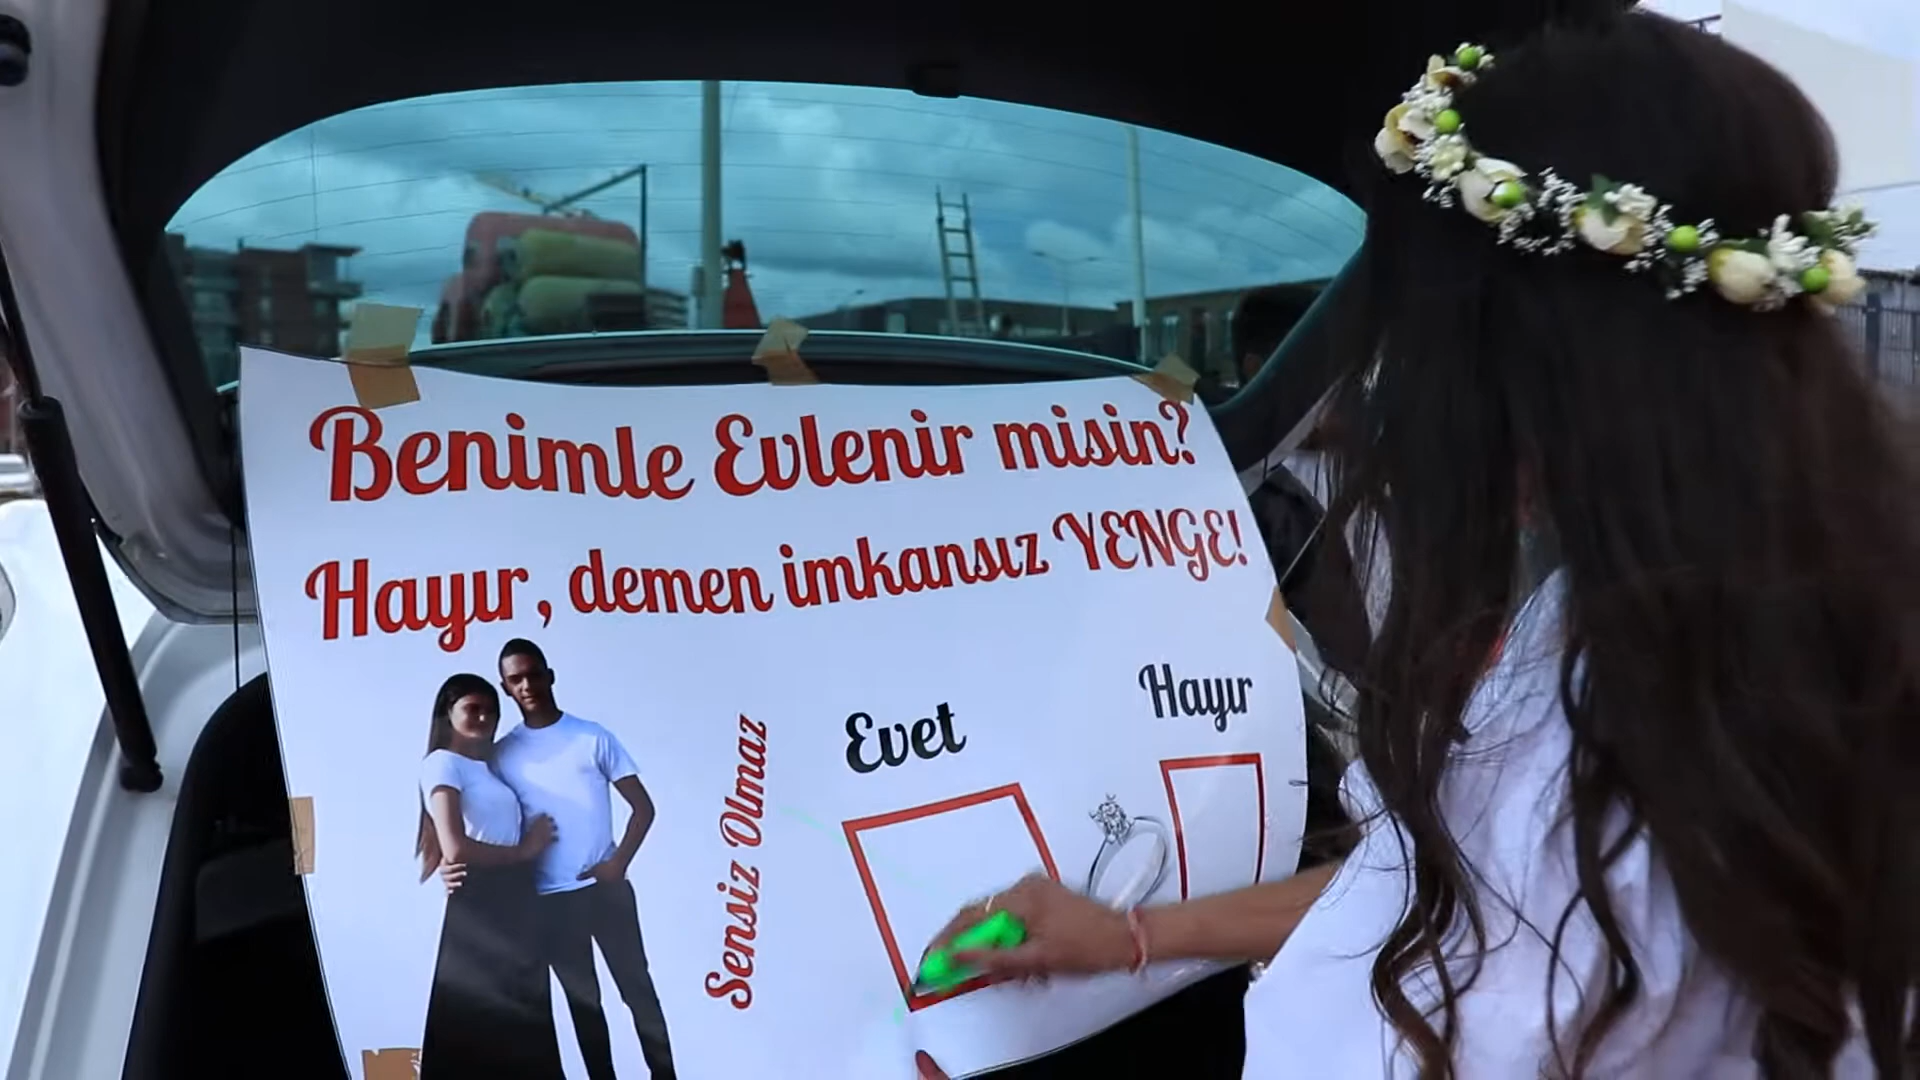 Benimle Evlenir misin?
Hayır, demen imkansız YENGE!
Sensiz Olmaz
Evet
Hayır